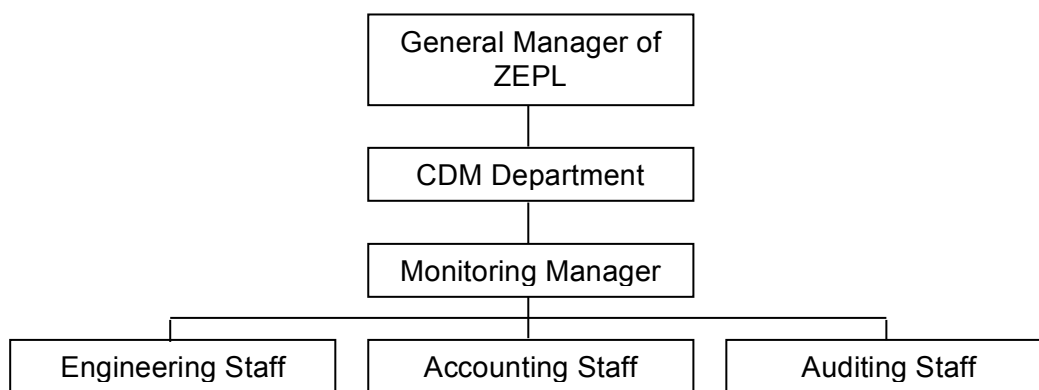 General Manager of
ZEPL
CDM Department
Monitoring Manager
Engineering Staff
Accounting Staff
Auditing Staff